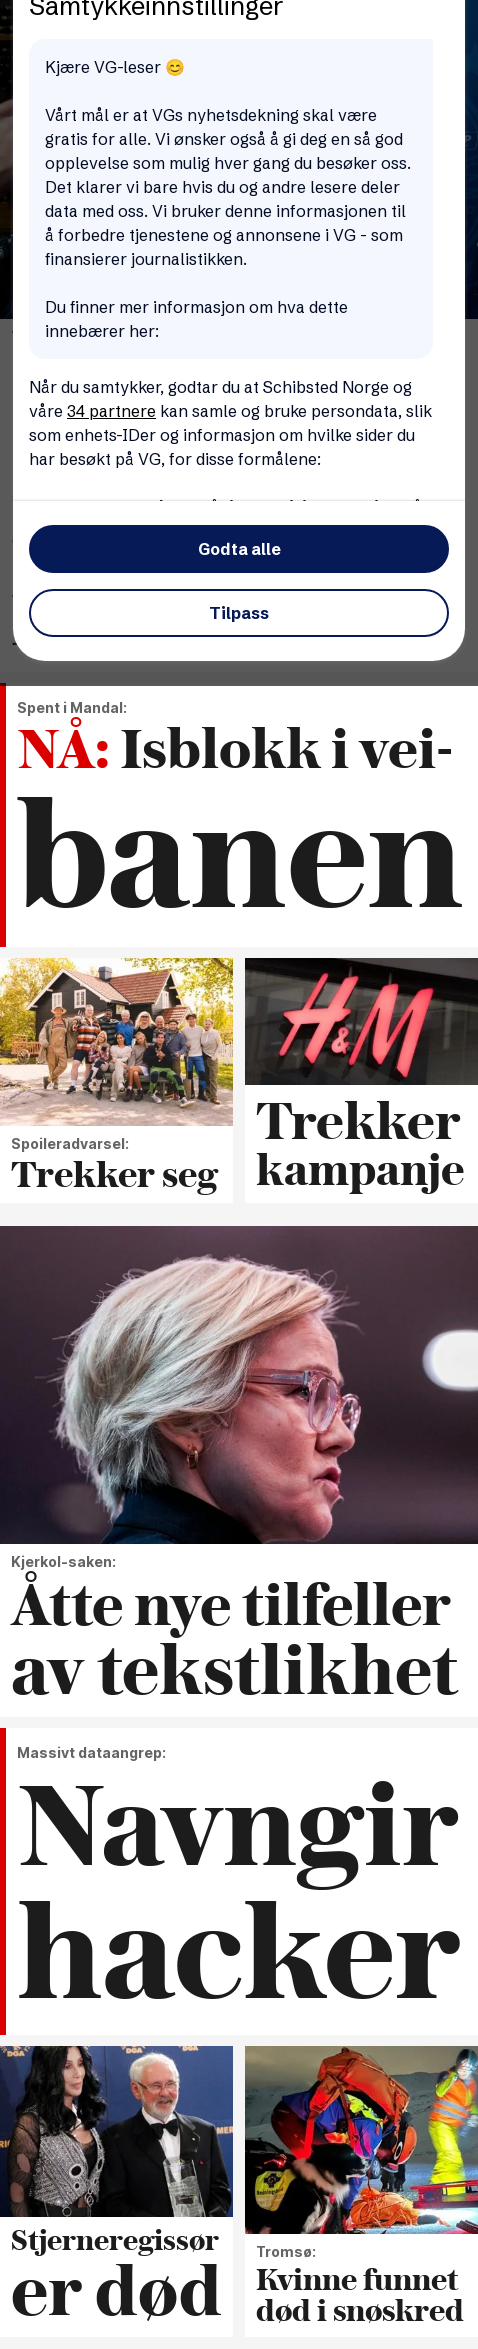 Samtykkeinnstillinger
Kjære VG-leser 😊
Vårt mål er at VGs nyhetsdekning skal være
gratis for alle. Vi ønsker også å gi deg en så god
opplevelse som mulig hver gang du besøker oss.
Det klarer vi bare hvis du og andre lesere deler
data med oss. Vi bruker denne informasjonen til
å forbedre tjenestene og annonsene i VG - som
finansierer journalistikken.
Du finner mer informasjon om hva dette
innebærer her:
Når du samtykker, godtar du at Schibsted Norge og
våre 34 partnere kan samle og bruke persondata, slik
som enhets-IDer og informasjon om hvilke sider du
har besøkt på VG, for disse formålene:
Godta alle
Tilpass
Spent i Mandal:
NÅ: Isblokk i vei-
banen
H&M
Spoileradvarsel:
Trekker seg
Trekker
kampanje
Kjerkol-saken:
Åtte nye tilfeller
av tekstlikhet
Massivt dataangrep:
Navngir
hacker
DGA
DGA
Stjerneregissør
er død
Tromsø:
Kvinne funnet
død i snøskred